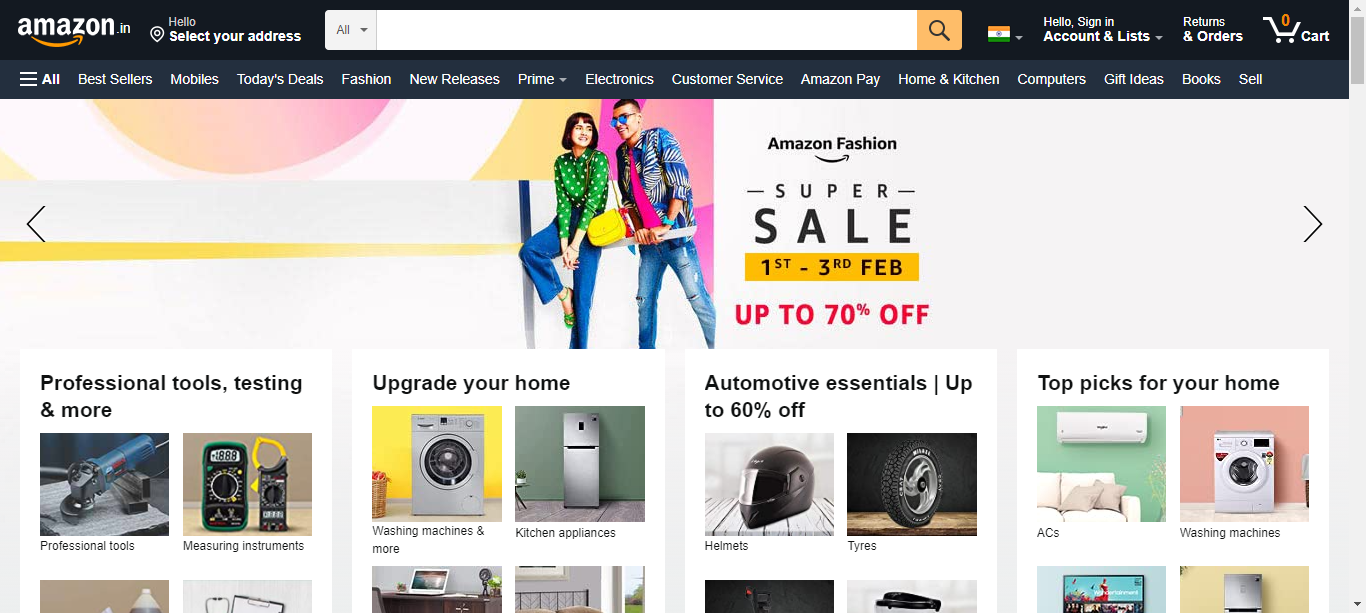 amazon.in
Hello
Select your address
All
Hello, Sign in
Account & Lists
Returns
& Orders
0
Cart
All
Best Sellers
Mobiles
Today's Deals
Fashion
New Releases
Prime
Electronics
Customer Service
Amazon Pay
Home & Kitchen
Computers
Gift Ideas
Books
Sell
Amazon Fashion
SUPER
SALE
1ST - 3RD FEB
UP TO 70% OFF
Professional tools, testing
& more
Professional tools
Measuring instruments
Upgrade your home
Washing machines &
more
Kitchen appliances
Automotive essentials | Up
to 60% off
Helmets
Tyres
Top picks for your home
ACs
Washing machines